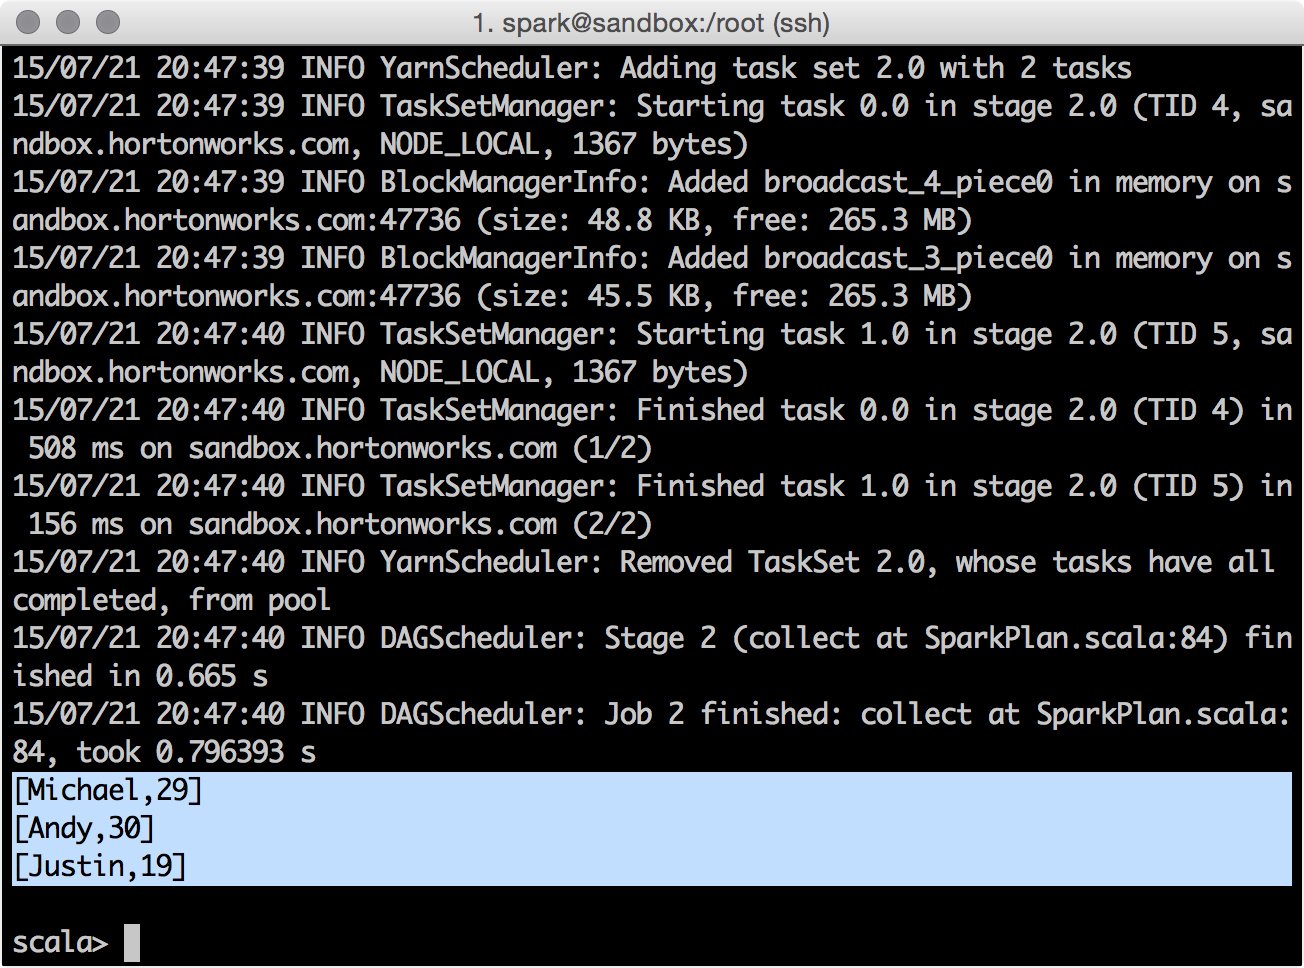 1. spark@sandbox:/root (ssh)
15/07/21 20:47:39 INFO YarnScheduler: Adding task set 2.0 with 2 tasks
15/07/21 20:47:39 INFO TaskSetManager: Starting task 0.0 in stage 2.0 (TID 4, sa
ndbox.hortonworks.com, NODE_LOCAL, 1367 bytes)
15/07/21 20:47:39 INFO BlockManagerInfo: Added broadcast_4_piece0 in memory on s
andbox.hortonworks.com:47736 (size: 48.8 KB, free: 265.3 MB)
15/07/21 20:47:39 INFO BlockManagerInfo: Added broadcast_3_piece0 in memory on s
andbox.hortonworks.com:47736 (size: 45.5 KB, free: 265.3 MB)
15/07/21 20:47:40 INFO TaskSetManager: Starting task 1.0 in stage 2.0 (TID 5, sa
ndbox.hortonworks.com, NODE_LOCAL, 1367 bytes)
15/07/21 20:47:40 INFO TaskSetManager: Finished task 0.0 in stage 2.0 (TID 4) in
 508 ms on sandbox.hortonworks.com (1/2)
15/07/21 20:47:40 INFO TaskSetManager: Finished task 1.0 in stage 2.0 (TID 5) in
 156 ms on sandbox.hortonworks.com (2/2)
15/07/21 20:47:40 INFO YarnScheduler: Removed TaskSet 2.0, whose tasks have all
completed, from pool
15/07/21 20:47:40 INFO DAGScheduler: Stage 2 (collect at SparkPlan.scala:84) fin
ished in 0.665 s
15/07/21 20:47:40 INFO DAGScheduler: Job 2 finished: collect at SparkPlan.scala:
84, took 0.796393 s
[Michael,29]
[Andy,30]
[Justin,19]
scala>